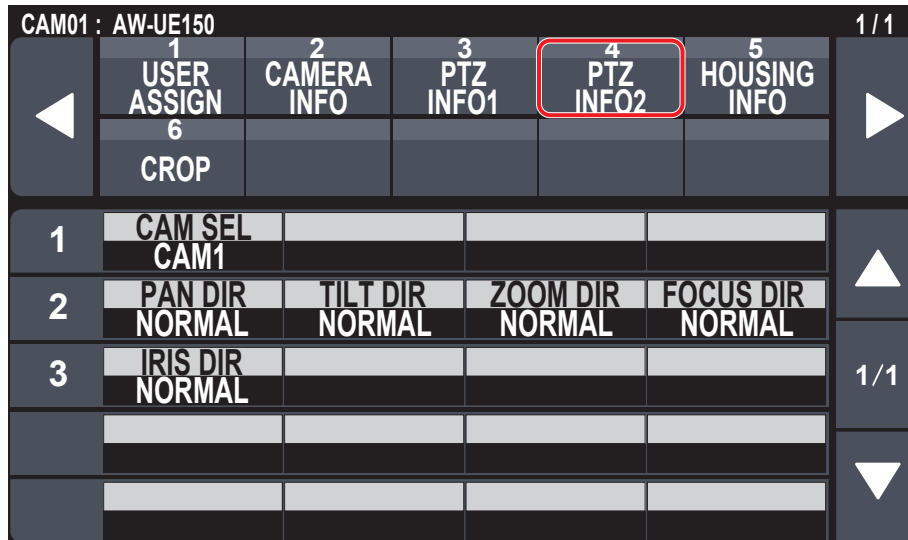 CAM01 : AW-UE150 1 / 1
1 2 3 4 5
USER CAMERA PTZ PTZ HOUSING
ASSIGN INFO INFO1 INFO2 INFO
6
CROP
1 CAM SEL
CAM1
2 PAN DIR TILT DIR ZOOM DIR FOCUS DIR
NORMAL NORMAL NORMAL NORMAL
3 IRIS DIR
NORMAL
1/1